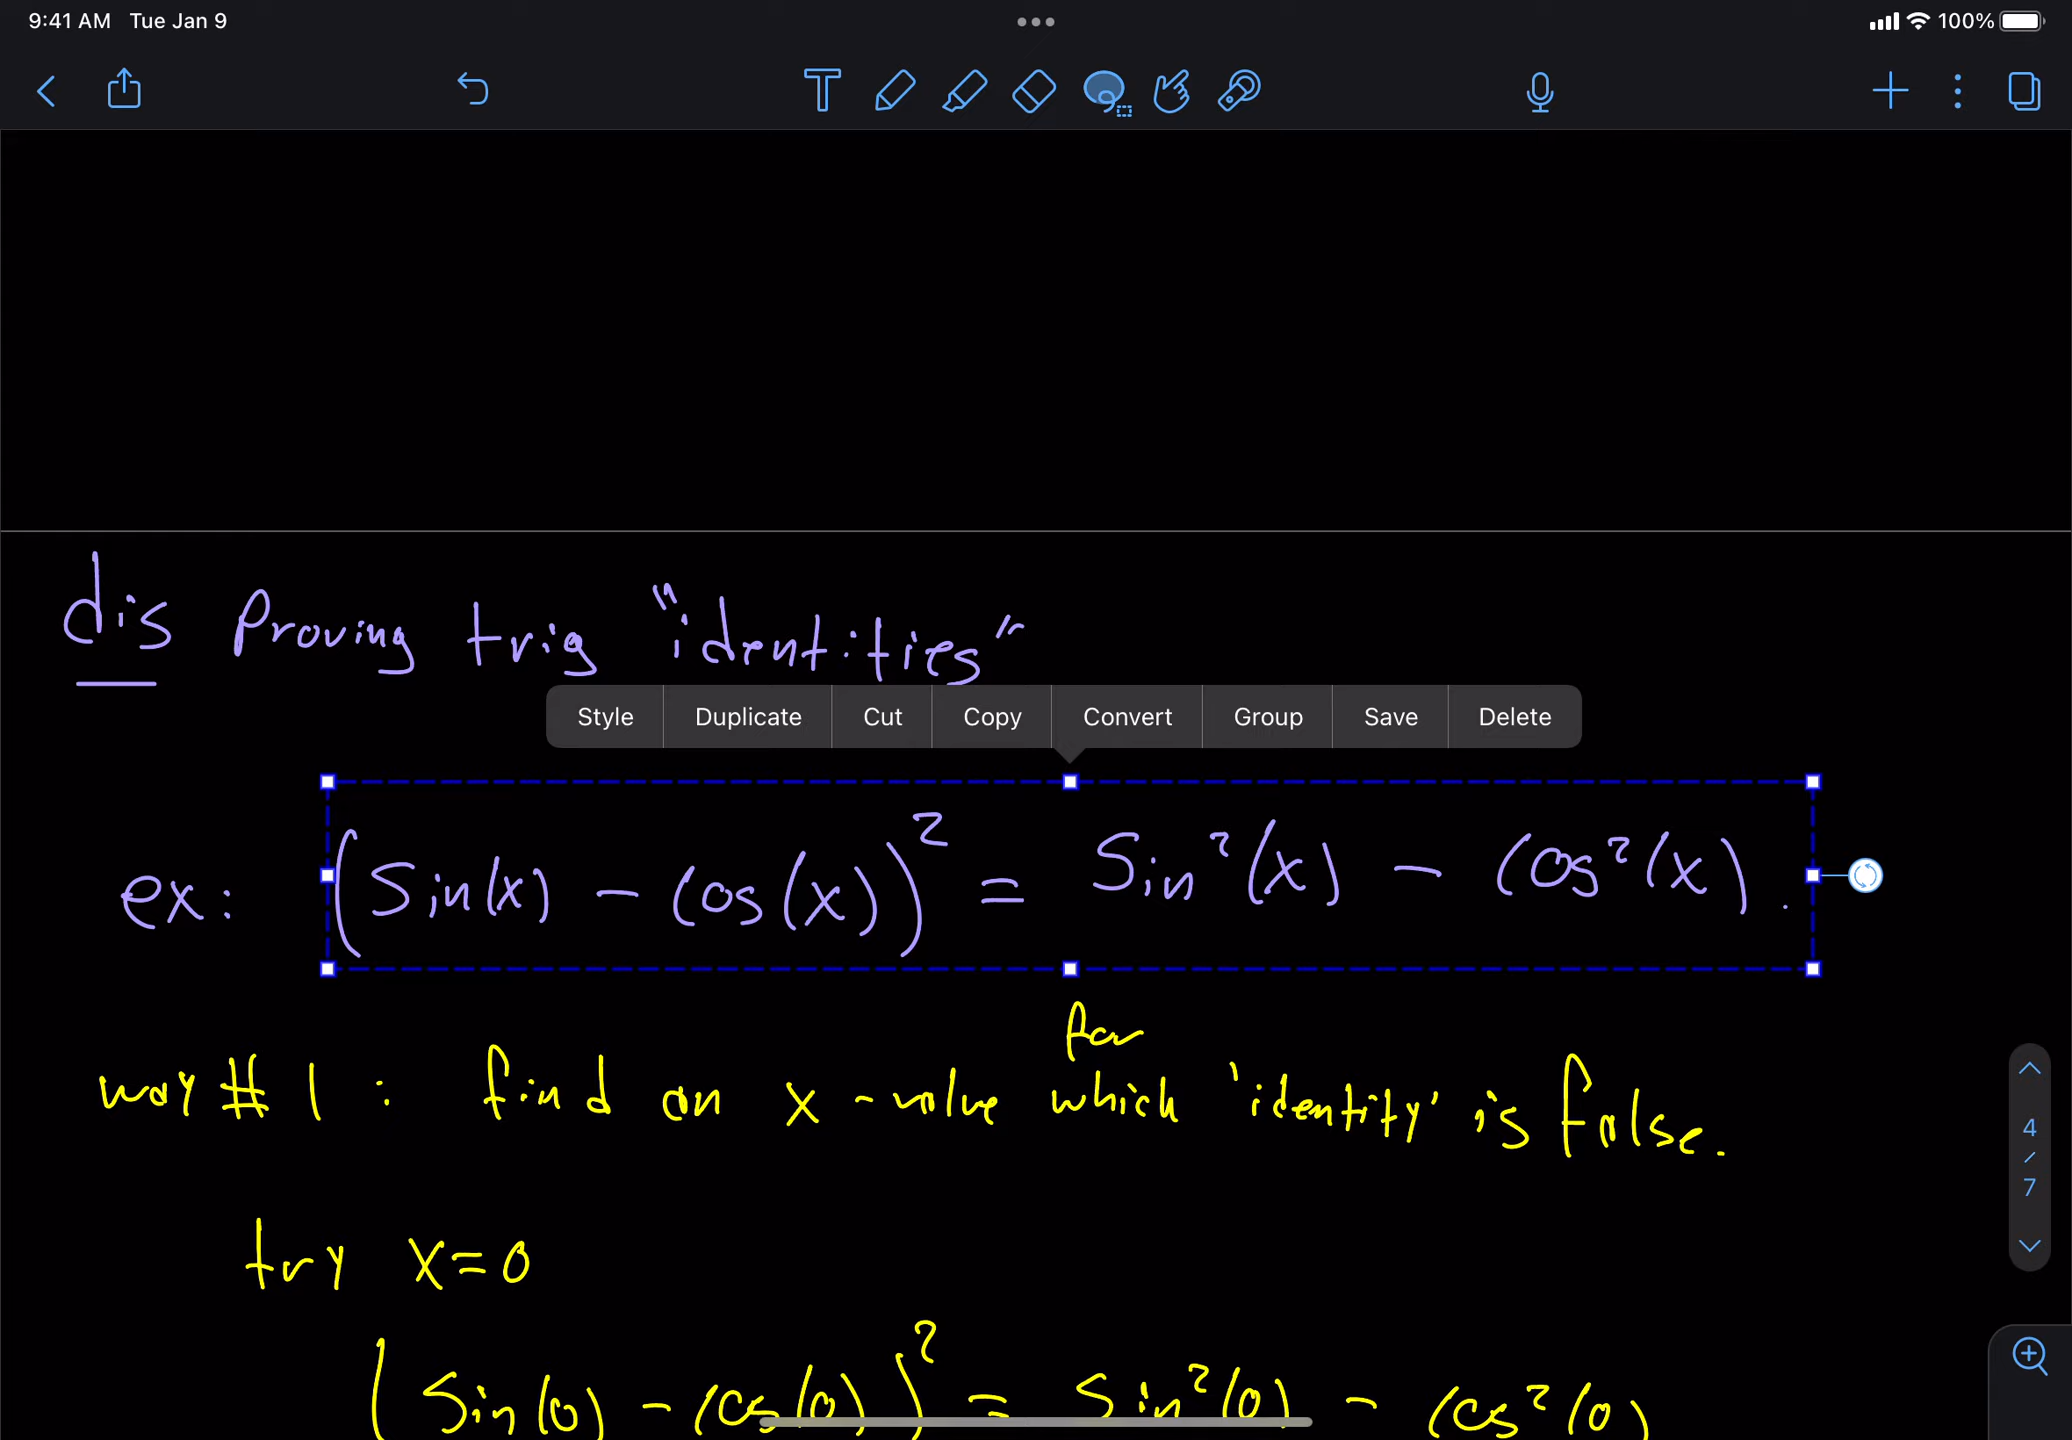 9:41 AM Tue Jan 9
100%
dis Proving trig "identities"
Style Duplicate Cut Copy Convert Group Save Delete
ex: (Sin(x) - cos(x))² = Sin²(x) - cos²(x).
for
way # 1 : find an x-value which 'identity' is false.
4
/
7
try x=0
(Sin(0) - cos(0))² = Sin²(0) - cos²(0)